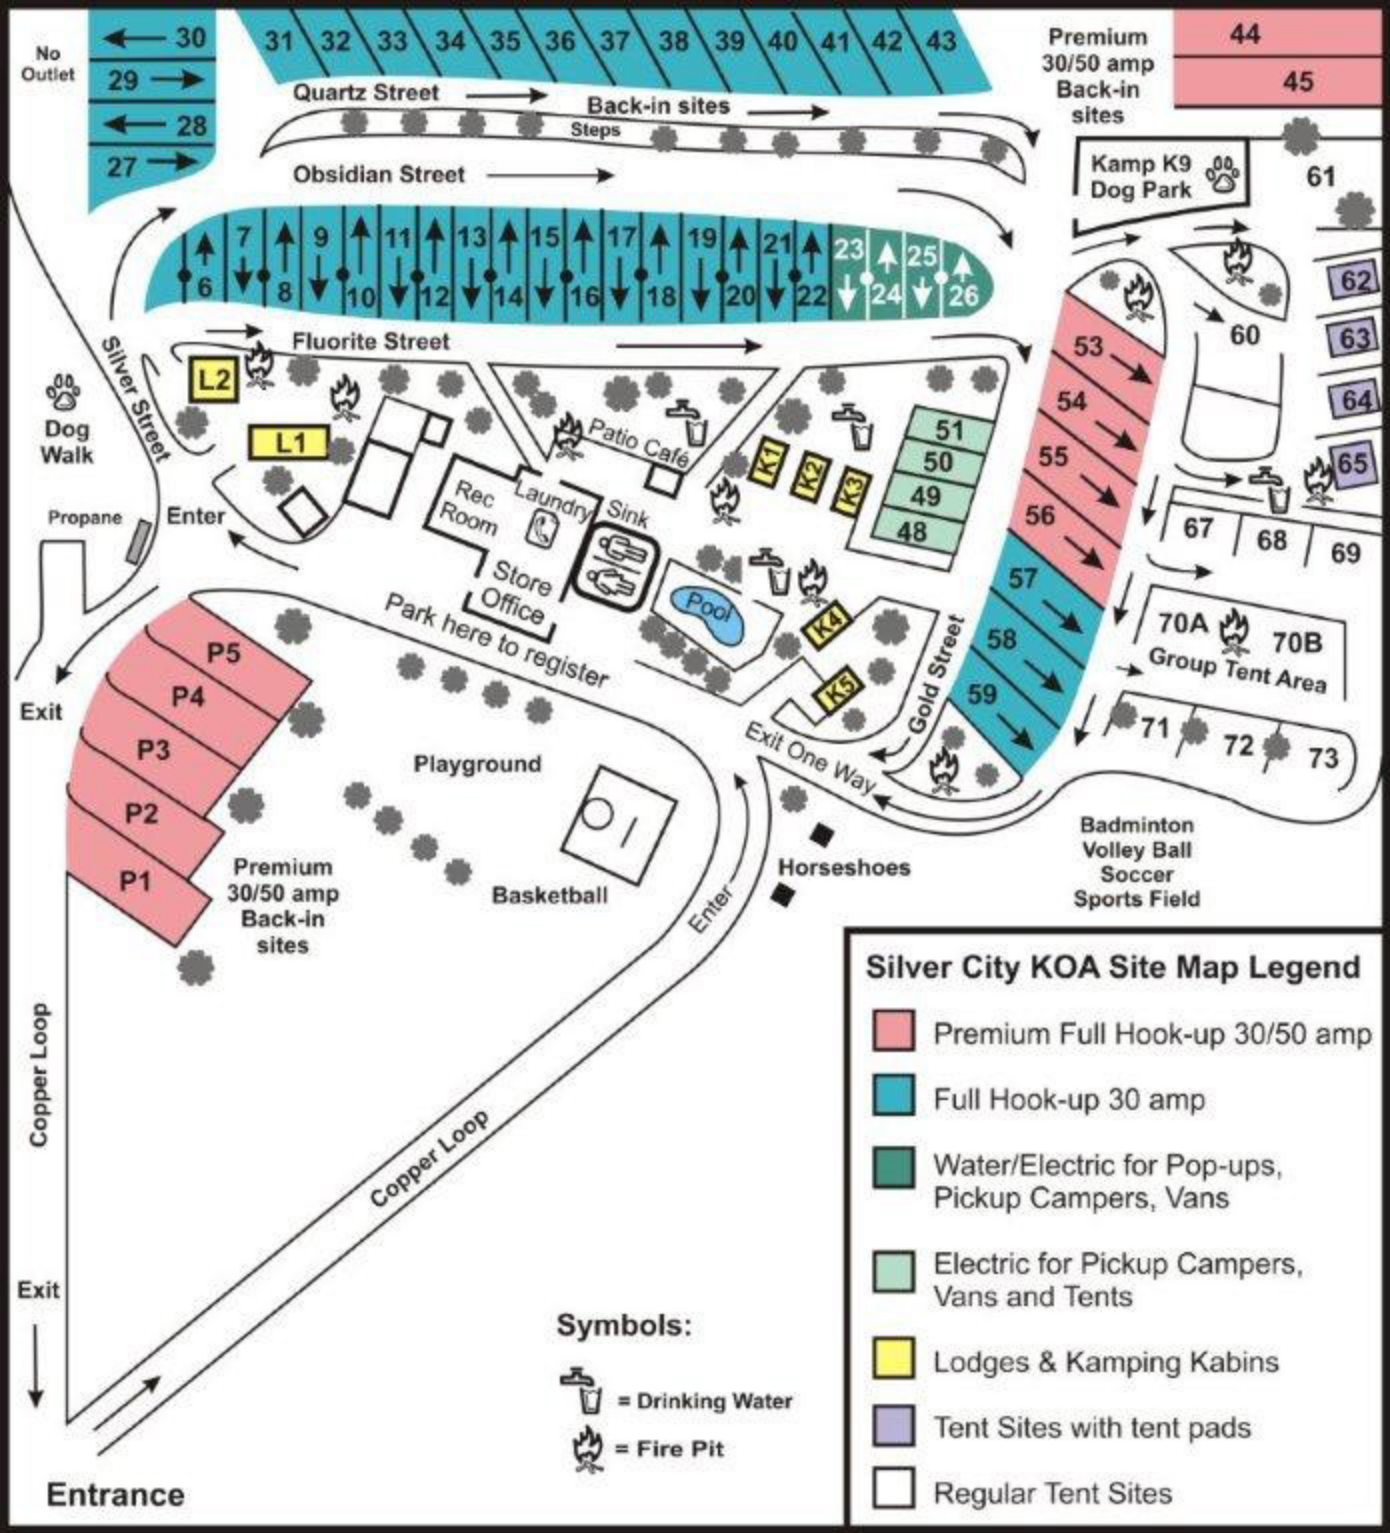 No
Outlet
30
29
28
27
31 32 33 34 35 36 37 38 39 40 41 42 43
Premium
30/50 amp
Back-in
sites
44
45
Quartz Street
Back-in sites
Steps
Obsidian Street
Kamp K9
Dog Park
61
7 9 11 13 15 17 19 21 23 25
6 8 10 12 14 16 18 20 22 24 26
62
63
64
65
60
53
54
55
56
57
58
59
Fluorite Street
Silver Street
L2
L1
Dog
Walk
Propane
Enter
Patio Café
K1
K2
K3
51
50
49
48
Rec
Room
Laundry
Sink
Store
Office
Pool
K4
K5
67 68 69
70A 70B
Group Tent Area
71 72 73
Park here to register
Gold Street
Exit One Way
Exit
P5
P4
P3
P2
P1
Playground
Premium
30/50 amp
Back-in
sites
Basketball
Enter
Horseshoes
Badminton
Volley Ball
Soccer
Sports Field
Copper Loop
Copper Loop
Exit
Entrance
Symbols:
= Drinking Water
= Fire Pit
Silver City KOA Site Map Legend
Premium Full Hook-up 30/50 amp
Full Hook-up 30 amp
Water/Electric for Pop-ups,
Pickup Campers, Vans
Electric for Pickup Campers,
Vans and Tents
Lodges & Kamping Kabins
Tent Sites with tent pads
Regular Tent Sites